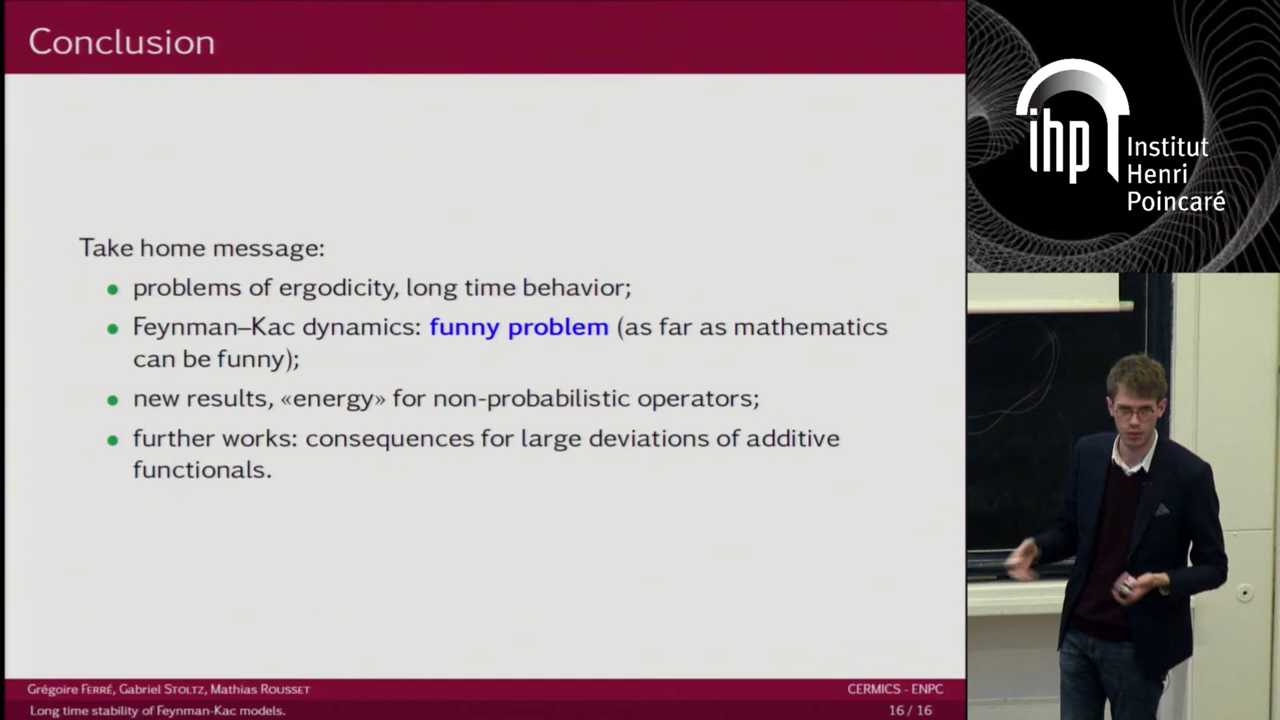 Conclusion
Take home message:
problems of ergodicity, long time behavior;
Feynman–Kac dynamics: funny problem (as far as mathematics
can be funny);
new results, «energy» for non-probabilistic operators;
further works: consequences for large deviations of additive
functionals.
Grégoire Ferré, Gabriel Stoltz, Mathias Rousset
CERMICS - ENPC
Long time stability of Feynman-Kac models.
16 / 16
ihp
Institut
Henri
Poincaré